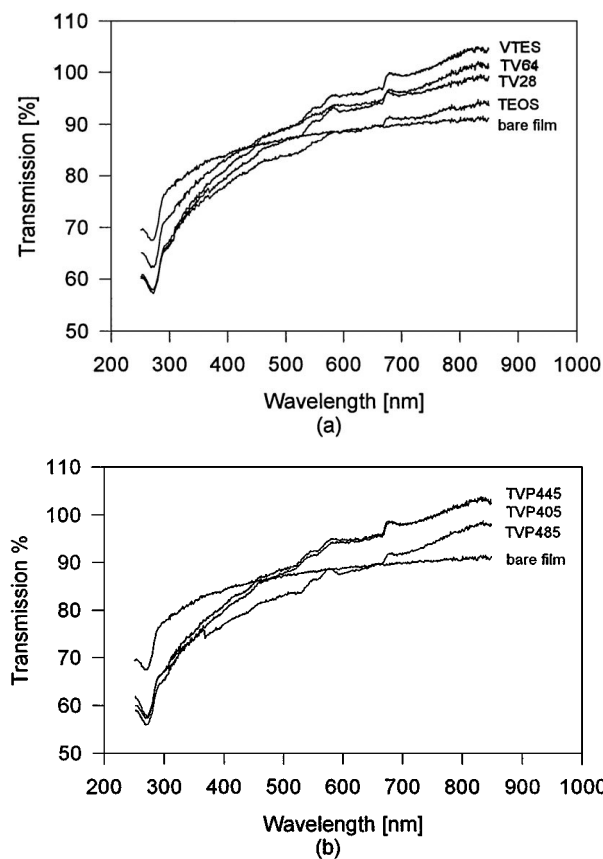 110
100
90
80
70
60
50
Transmission [%]
VTES
TV64
TV28
TEOS
bare film
200 300 400 500 600 700 800 900 1000
Wavelength [nm]
(a)
110
100
90
80
70
60
50
Transmission %
TVP445
TVP405
TVP485
bare film
200 300 400 500 600 700 800 900 1000
Wavelength [nm]
(b)